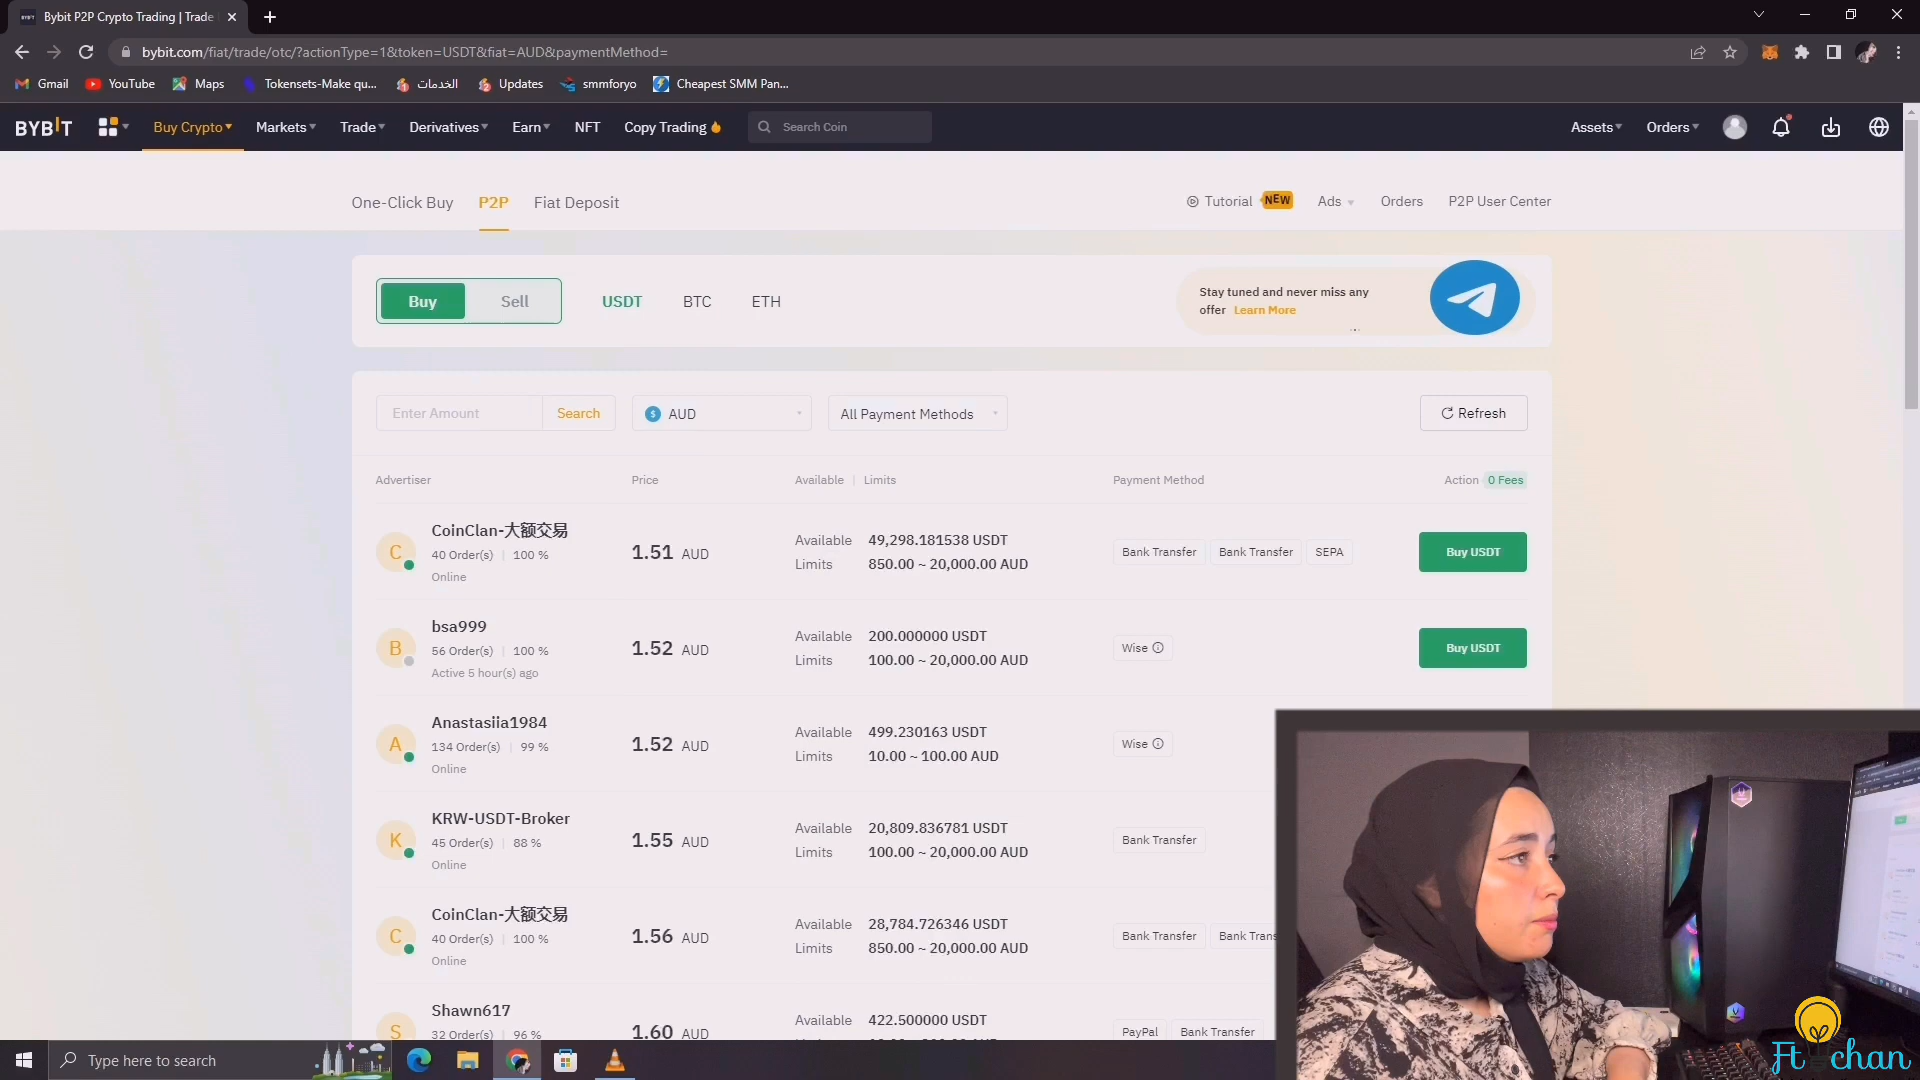 Bybit P2P Crypto Trading | Trade
bybit.com/fiat/trade/otc/?actionType=1&token=USDT&fiat=AUD&paymentMethod=
Gmail YouTube Maps Tokensets-Make qu... الخدمات Updates smmforyo Cheapest SMM Pan...
BYBIT Buy Crypto Markets Trade Derivatives Earn NFT Copy Trading Search Coin Assets Orders
One-Click Buy P2P Fiat Deposit Tutorial NEW Ads Orders P2P User Center
Buy Sell USDT BTC ETH
Stay tuned and never miss any
offer Learn More
Enter Amount Search AUD All Payment Methods Refresh
Advertiser Price Available | Limits Payment Method Action 0 Fees
CoinClan-大额交易
40 Order(s) | 100 %
Online
1.51 AUD
Available 49,298.181538 USDT
Limits 850.00 ~ 20,000.00 AUD
Bank Transfer Bank Transfer SEPA
Buy USDT
bsa999
56 Order(s) | 100 %
Active 5 hour(s) ago
1.52 AUD
Available 200.000000 USDT
Limits 100.00 ~ 20,000.00 AUD
Wise
Buy USDT
Anastasiia1984
134 Order(s) | 99 %
Online
1.52 AUD
Available 499.230163 USDT
Limits 10.00 ~ 100.00 AUD
Wise
KRW-USDT-Broker
45 Order(s) | 88 %
Online
1.55 AUD
Available 20,809.836781 USDT
Limits 100.00 ~ 20,000.00 AUD
Bank Transfer
CoinClan-大额交易
40 Order(s) | 100 %
Online
1.56 AUD
Available 28,784.726346 USDT
Limits 850.00 ~ 20,000.00 AUD
Bank Transfer Bank Trans
Shawn617
32 Order(s) | 96 %
1.60 AUD
Available 422.500000 USDT
PayPal Bank Transfer
Type here to search
Ft chan